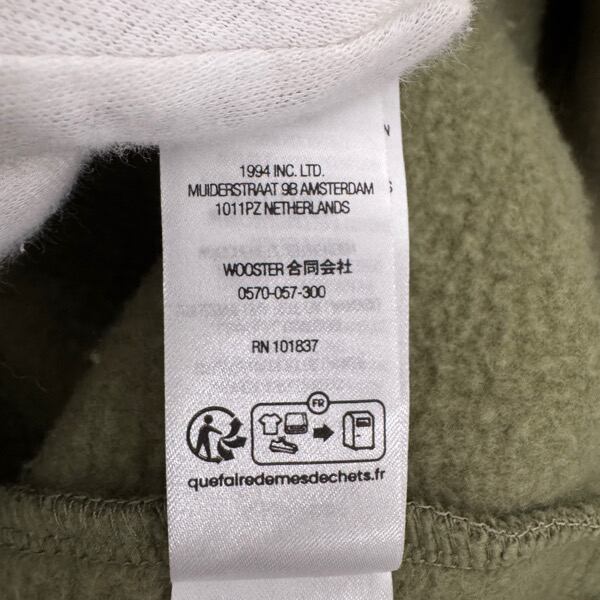 1994 INC. LTD.
MUIDERSTRAAT 9B AMSTERDAM
1011PZ NETHERLANDS
WOOSTER 合同会社
0570-057-300
RN 101837
FR
quefairedemesdechets.fr